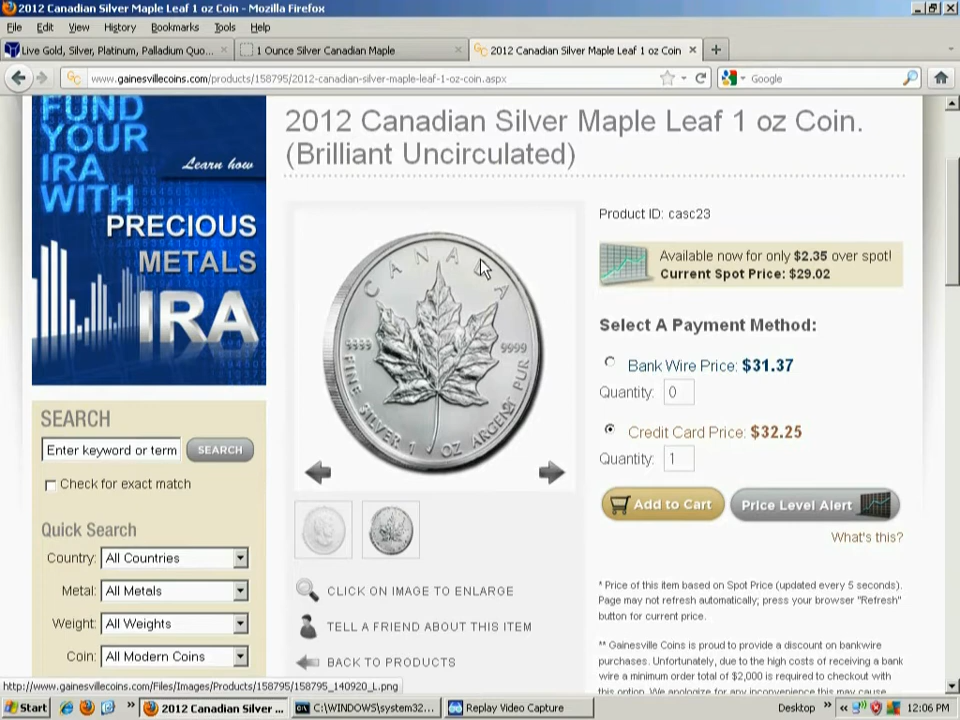 2012 Canadian Silver Maple Leaf 1 oz Coin - Mozilla Firefox
File Edit View History Bookmarks Tools Help
Live Gold, Silver, Platinum, Palladium Quo...
1 Ounce Silver Canadian Maple
2012 Canadian Silver Maple Leaf 1 oz Coin
www.gainesvillecoins.com/products/158795/2012-canadian-silver-maple-leaf-1-oz-coin.aspx
Google
FUND
YOUR
IRA
WITH
Learn how
PRECIOUS
METALS
IRA
2012 Canadian Silver Maple Leaf 1 oz Coin.
(Brilliant Uncirculated)
CANADA
9999 9999
FINE SILVER 1 OZ ARGENT PUR
Product ID: casc23
Available now for only $2.35 over spot!
Current Spot Price: $29.02
Select A Payment Method:
Bank Wire Price: $31.37
Quantity: 0
Credit Card Price: $32.25
Quantity: 1
Add to Cart
Price Level Alert
What's this?
SEARCH
Enter keyword or term
SEARCH
Check for exact match
Quick Search
Country: All Countries
Metal: All Metals
Weight: All Weights
Coin: All Modern Coins
CLICK ON IMAGE TO ENLARGE
TELL A FRIEND ABOUT THIS ITEM
BACK TO PRODUCTS
* Price of this item based on Spot Price (updated every 5 seconds).
Page may not refresh automatically; press your browser "Refresh"
button for current price.
** Gainesville Coins is proud to provide a discount on bankwire
purchases. Unfortunately, due to the high costs of receiving a bank
wire a minimum order total of $2,000 is required to checkout with
this option. We apologize for any inconvenience this may cause
http://www.gainesvillecoins.com/Files/Images/Products/158795/158795_140920_L.png
Start
2012 Canadian Silver ...
C:\WINDOWS\system32...
Replay Video Capture
Desktop
12:06 PM